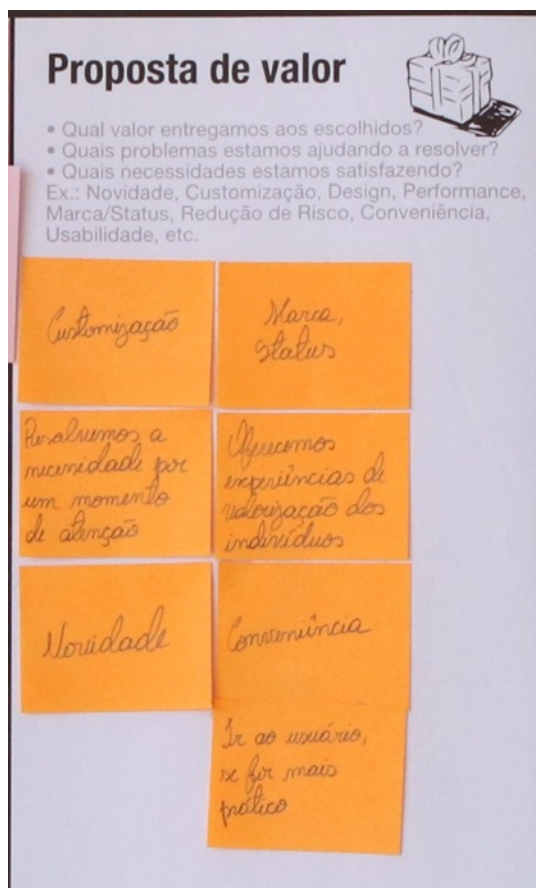 Proposta de valor
• Qual valor entregamos aos escolhidos?
• Quais problemas estamos ajudando a resolver?
• Quais necessidades estamos satisfazendo?
Ex.: Novidade, Customização, Design, Performance,
Marca/Status, Redução de Risco, Conveniência,
Usabilidade, etc.
Customização
Marca,
Status
Resolvemos a
necessidade por
um momento
de atenção
Oferecemos
experiências de
valorização dos
indivíduos
Novidade
Conveniência
Ir ao usuário,
se for mais
prático